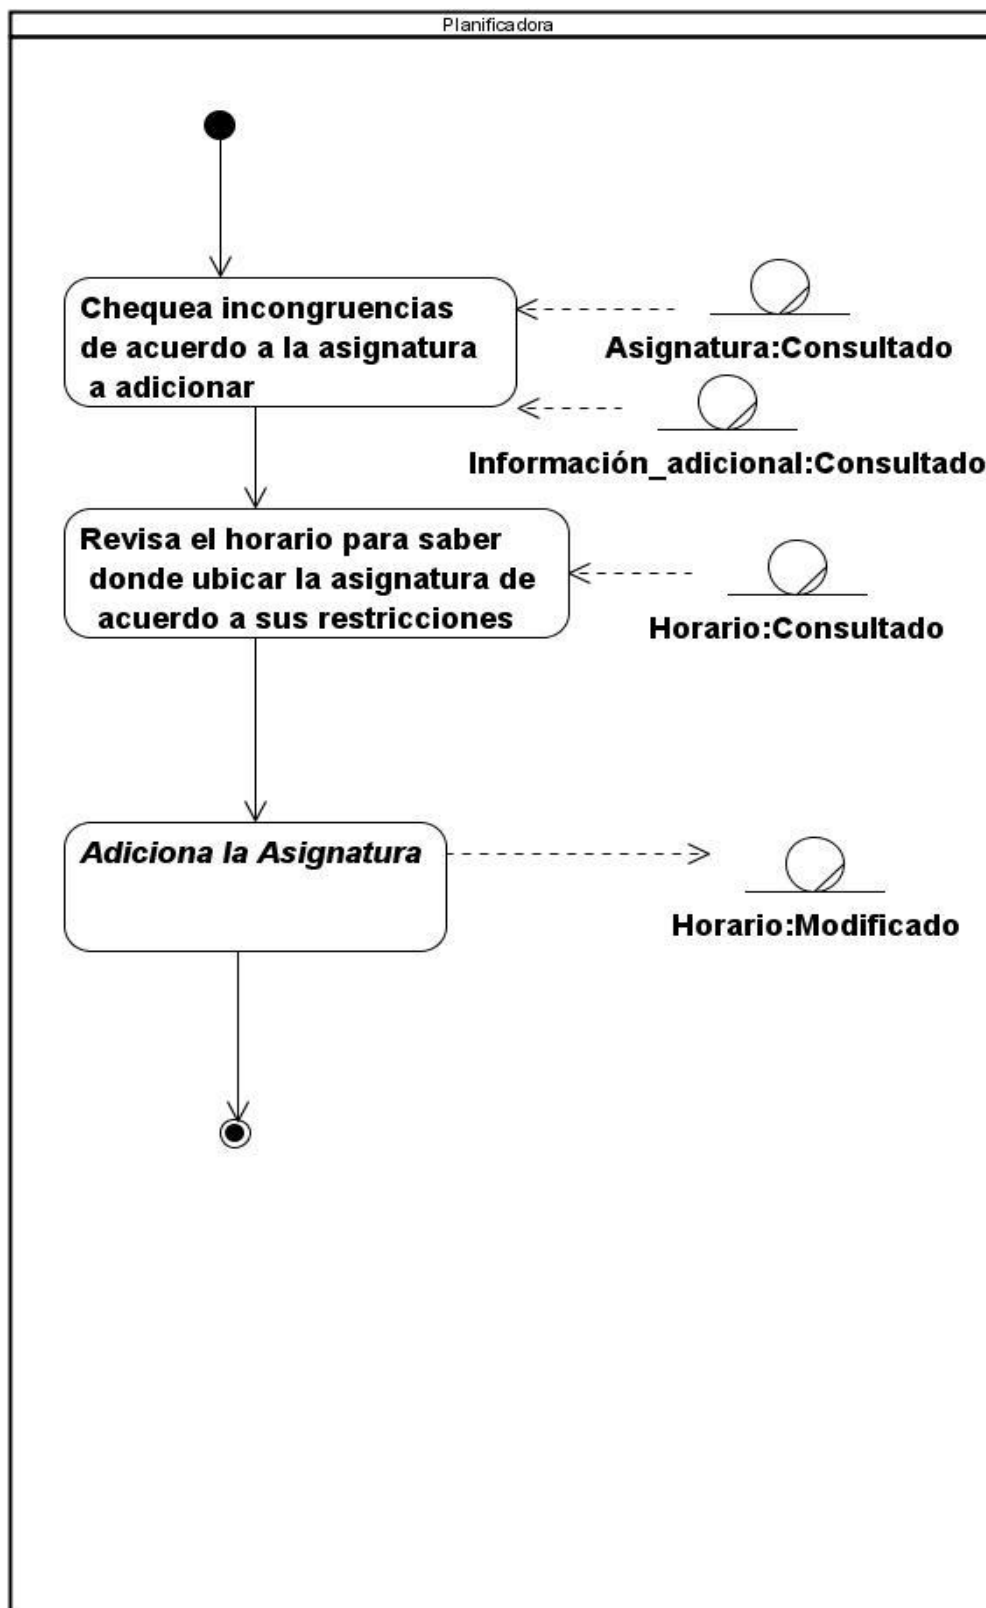 Planificadora
Chequea incongruencias
de acuerdo a la asignatura
a adicionar
Asignatura:Consultado
Información_adicional:Consultado
Revisa el horario para saber
donde ubicar la asignatura de
acuerdo a sus restricciones
Horario:Consultado
Adiciona la Asignatura
Horario:Modificado